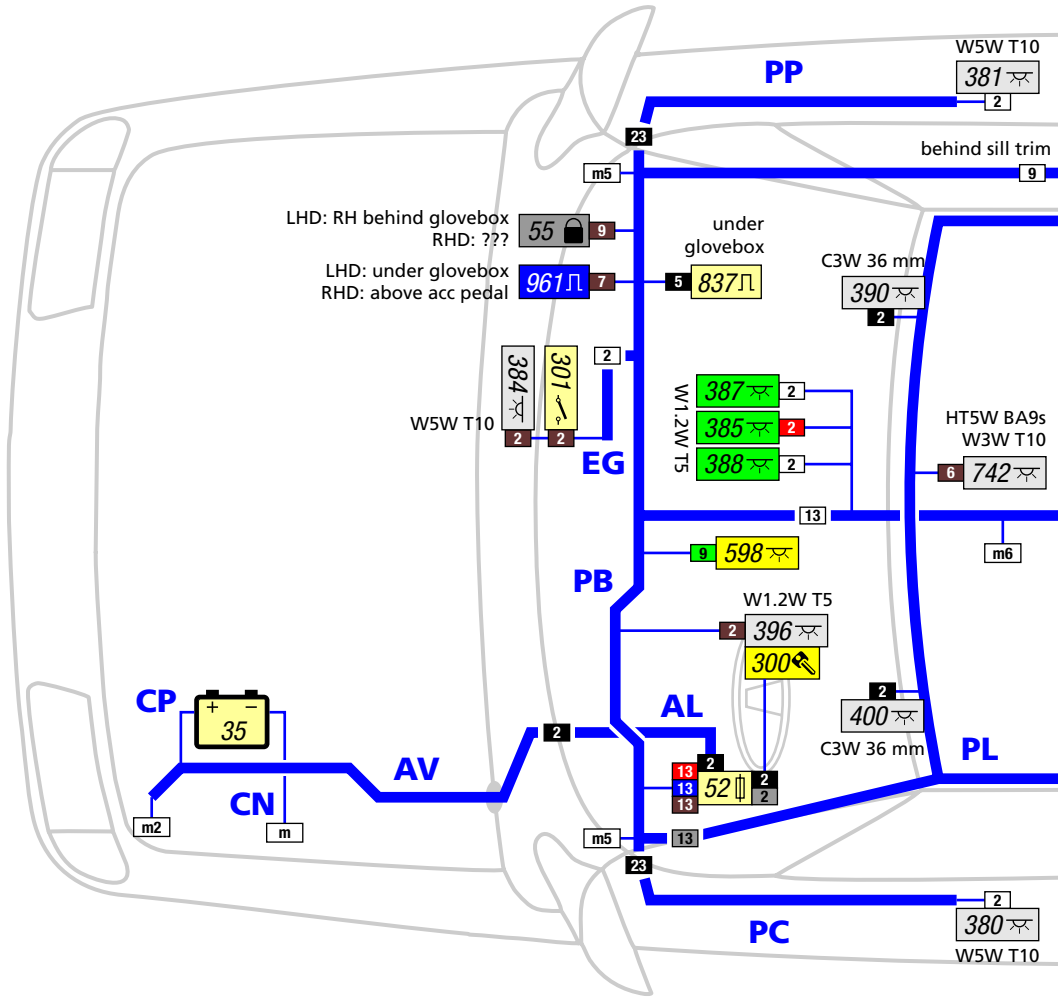 W5W T10
PP
381
2
23
behind sill trim
m5
9
LHD: RH behind glovebox
RHD: ???
55
9
under
glovebox
LHD: under glovebox
RHD: above acc pedal
961
7
5
837
C3W 36 mm
390
2
2
384
301
W5W T10
2
2
EG
W1.2W T5
387
2
385
2
388
2
HT5W BA9s
W3W T10
6
742
13
m6
9
598
PB
W1.2W T5
2
396
300
CP
+ −
35
AV
CN
m2
m
2
AL
2
13
13
13
52
2
2
2
400
C3W 36 mm
PL
m5
13
23
PC
2
380
W5W T10